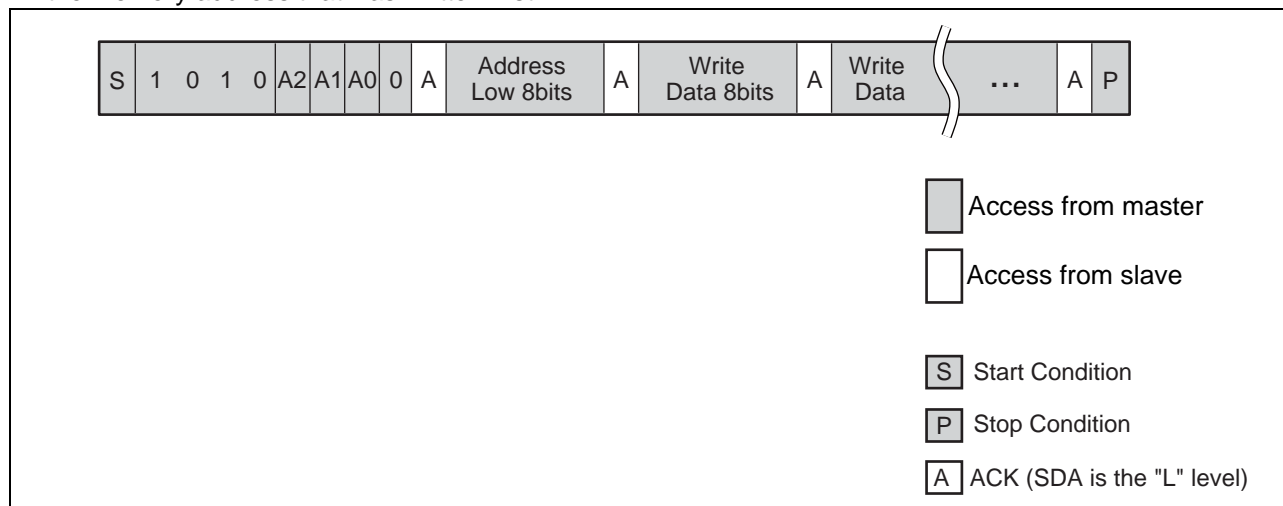 S 1 0 1 0 A2 A1 A0 0 A Address Low 8bits A Write Data 8bits A Write Data ... A P
Access from master
Access from slave
S Start Condition
P Stop Condition
A ACK (SDA is the "L" level)